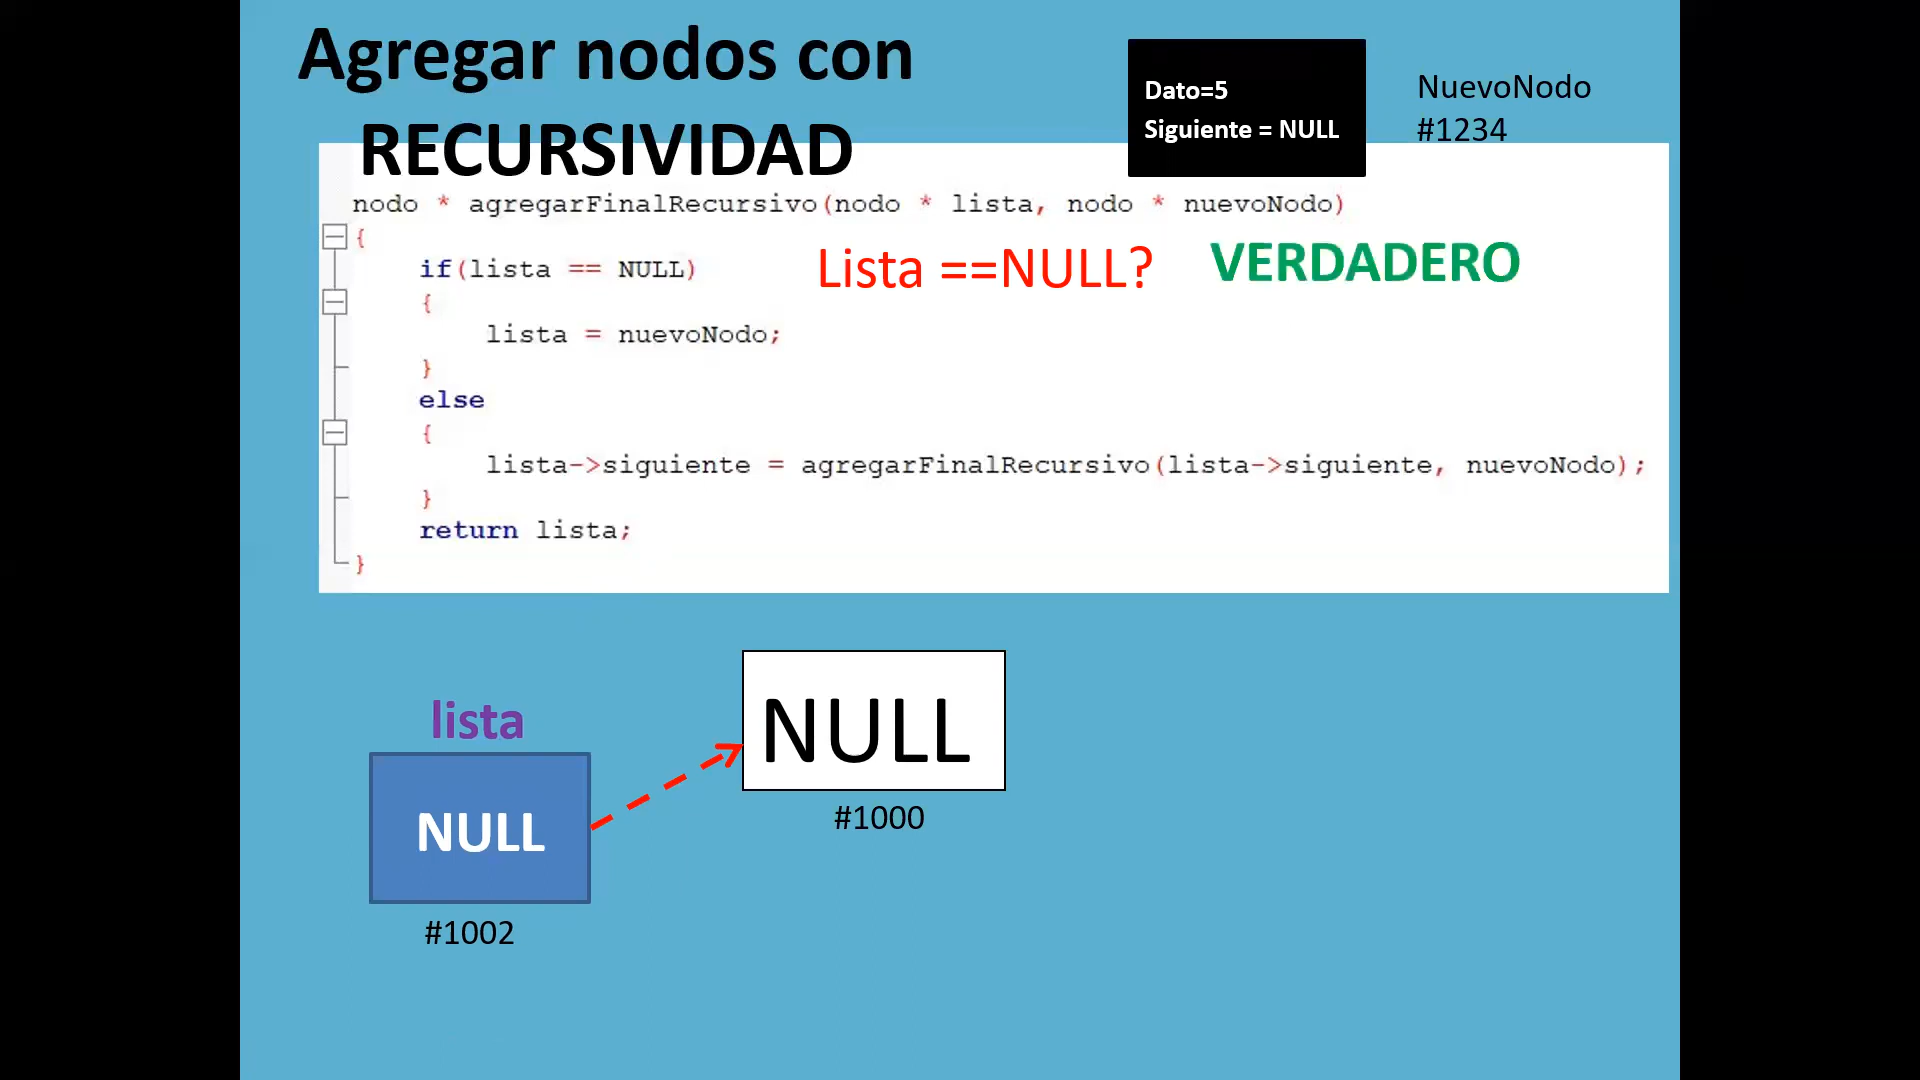 Agregar nodos con
RECURSIVIDAD
Dato=5
Siguiente = NULL
NuevoNodo
#1234
nodo * agregarFinalRecursivo(nodo * lista, nodo * nuevoNodo)
{
if(lista == NULL)
Lista ==NULL?
VERDADERO
{
lista = nuevoNodo;
}
else
{
lista->siguiente = agregarFinalRecursivo(lista->siguiente, nuevoNodo);
}
return lista;
}
lista
NULL
#1002
NULL
#1000